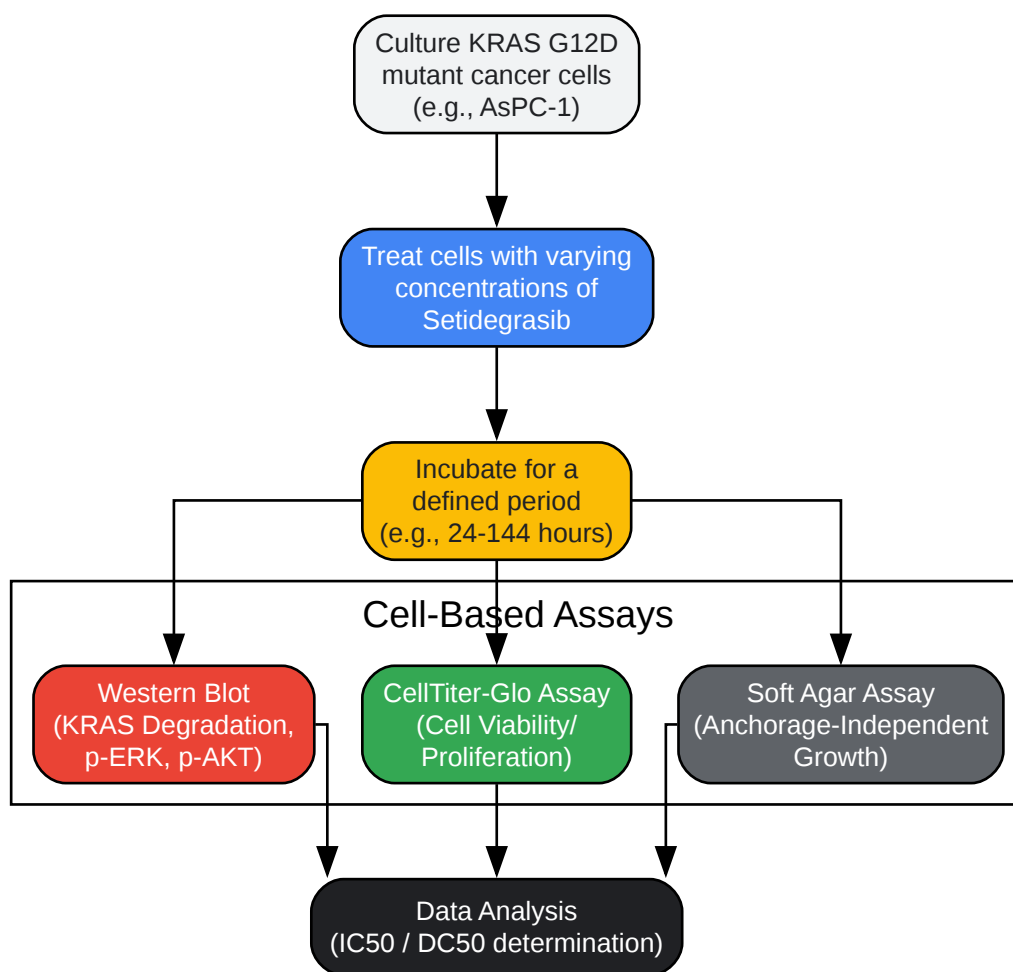 Culture KRAS G12D
mutant cancer cells
(e.g., AsPC-1)
Treat cells with varying
concentrations of
Setidegrasib
Incubate for a
defined period
(e.g., 24-144 hours)
Cell-Based Assays
Western Blot
(KRAS Degradation,
p-ERK, p-AKT)
CellTiter-Glo Assay
(Cell Viability/
Proliferation)
Soft Agar Assay
(Anchorage-Independent
Growth)
Data Analysis
(IC50 / DC50 determination)